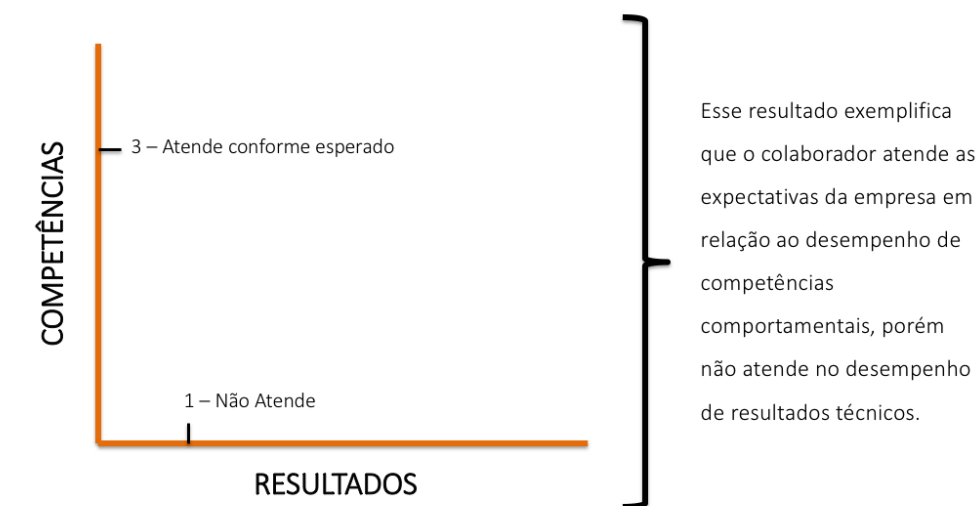 COMPETÊNCIAS
3 – Atende conforme esperado
1 – Não Atende
RESULTADOS
Esse resultado exemplifica
que o colaborador atende as
expectativas da empresa em
relação ao desempenho de
competências
comportamentais, porém
não atende no desempenho
de resultados técnicos.